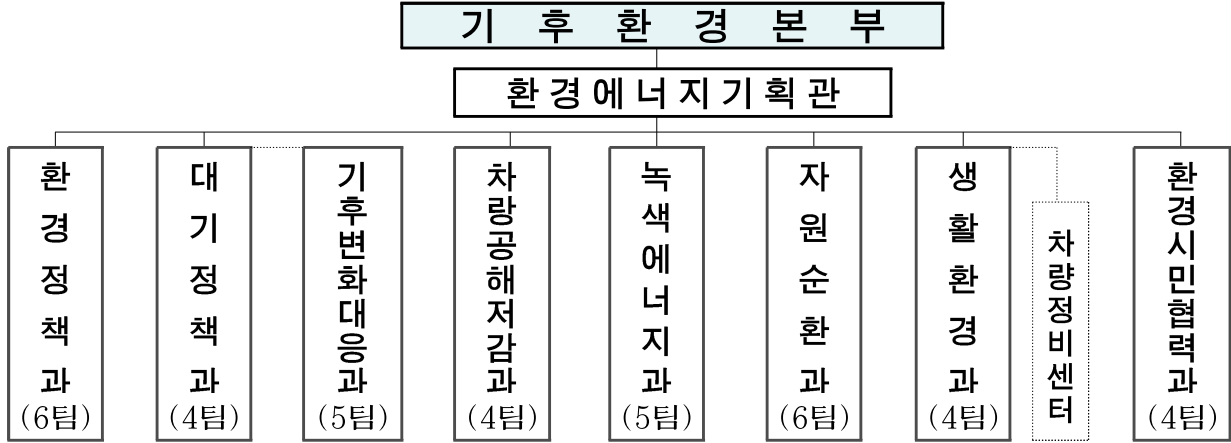 기후환경본부
환경에너지기획관
환경정책과
(6팀)
대기정책과
(4팀)
기후변화대응과
(5팀)
차랑공해저감과
(4팀)
녹색에너지과
(5팀)
자원순환과
(6팀)
생활환경과
(4팀)
차량정비센터
환경시민협력과
(4팀)